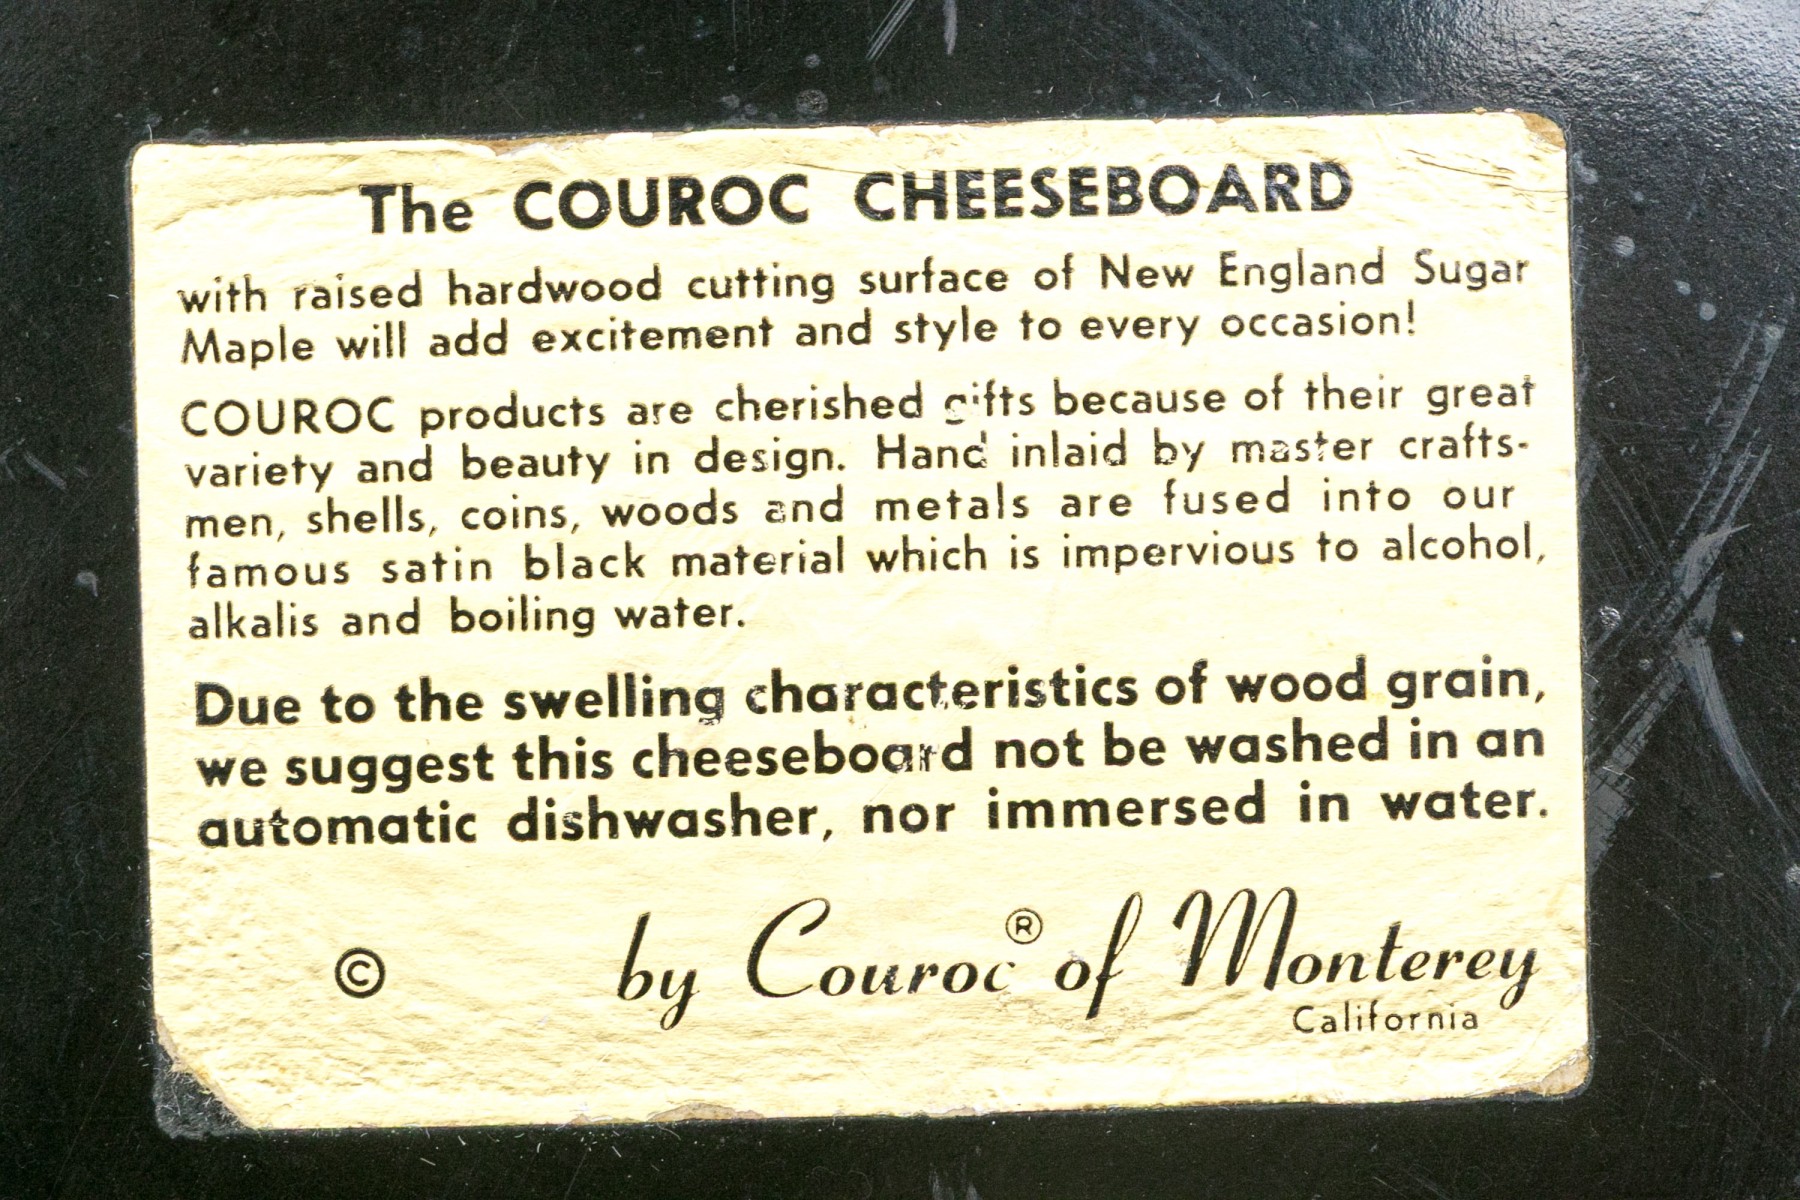 The COUROC CHEESEBOARD
with raised hardwood cutting surface of New England Sugar
Maple will add excitement and style to every occasion!
COUROC products are cherished gifts because of their great
variety and beauty in design. Hand inlaid by master crafts-
men, shells, coins, woods and metals are fused into our
famous satin black material which is impervious to alcohol,
alkalis and boiling water.
Due to the swelling characteristics of wood grain,
we suggest this cheeseboard not be washed in an
automatic dishwasher, nor immersed in water.
© by Couroc® of Monterey
California